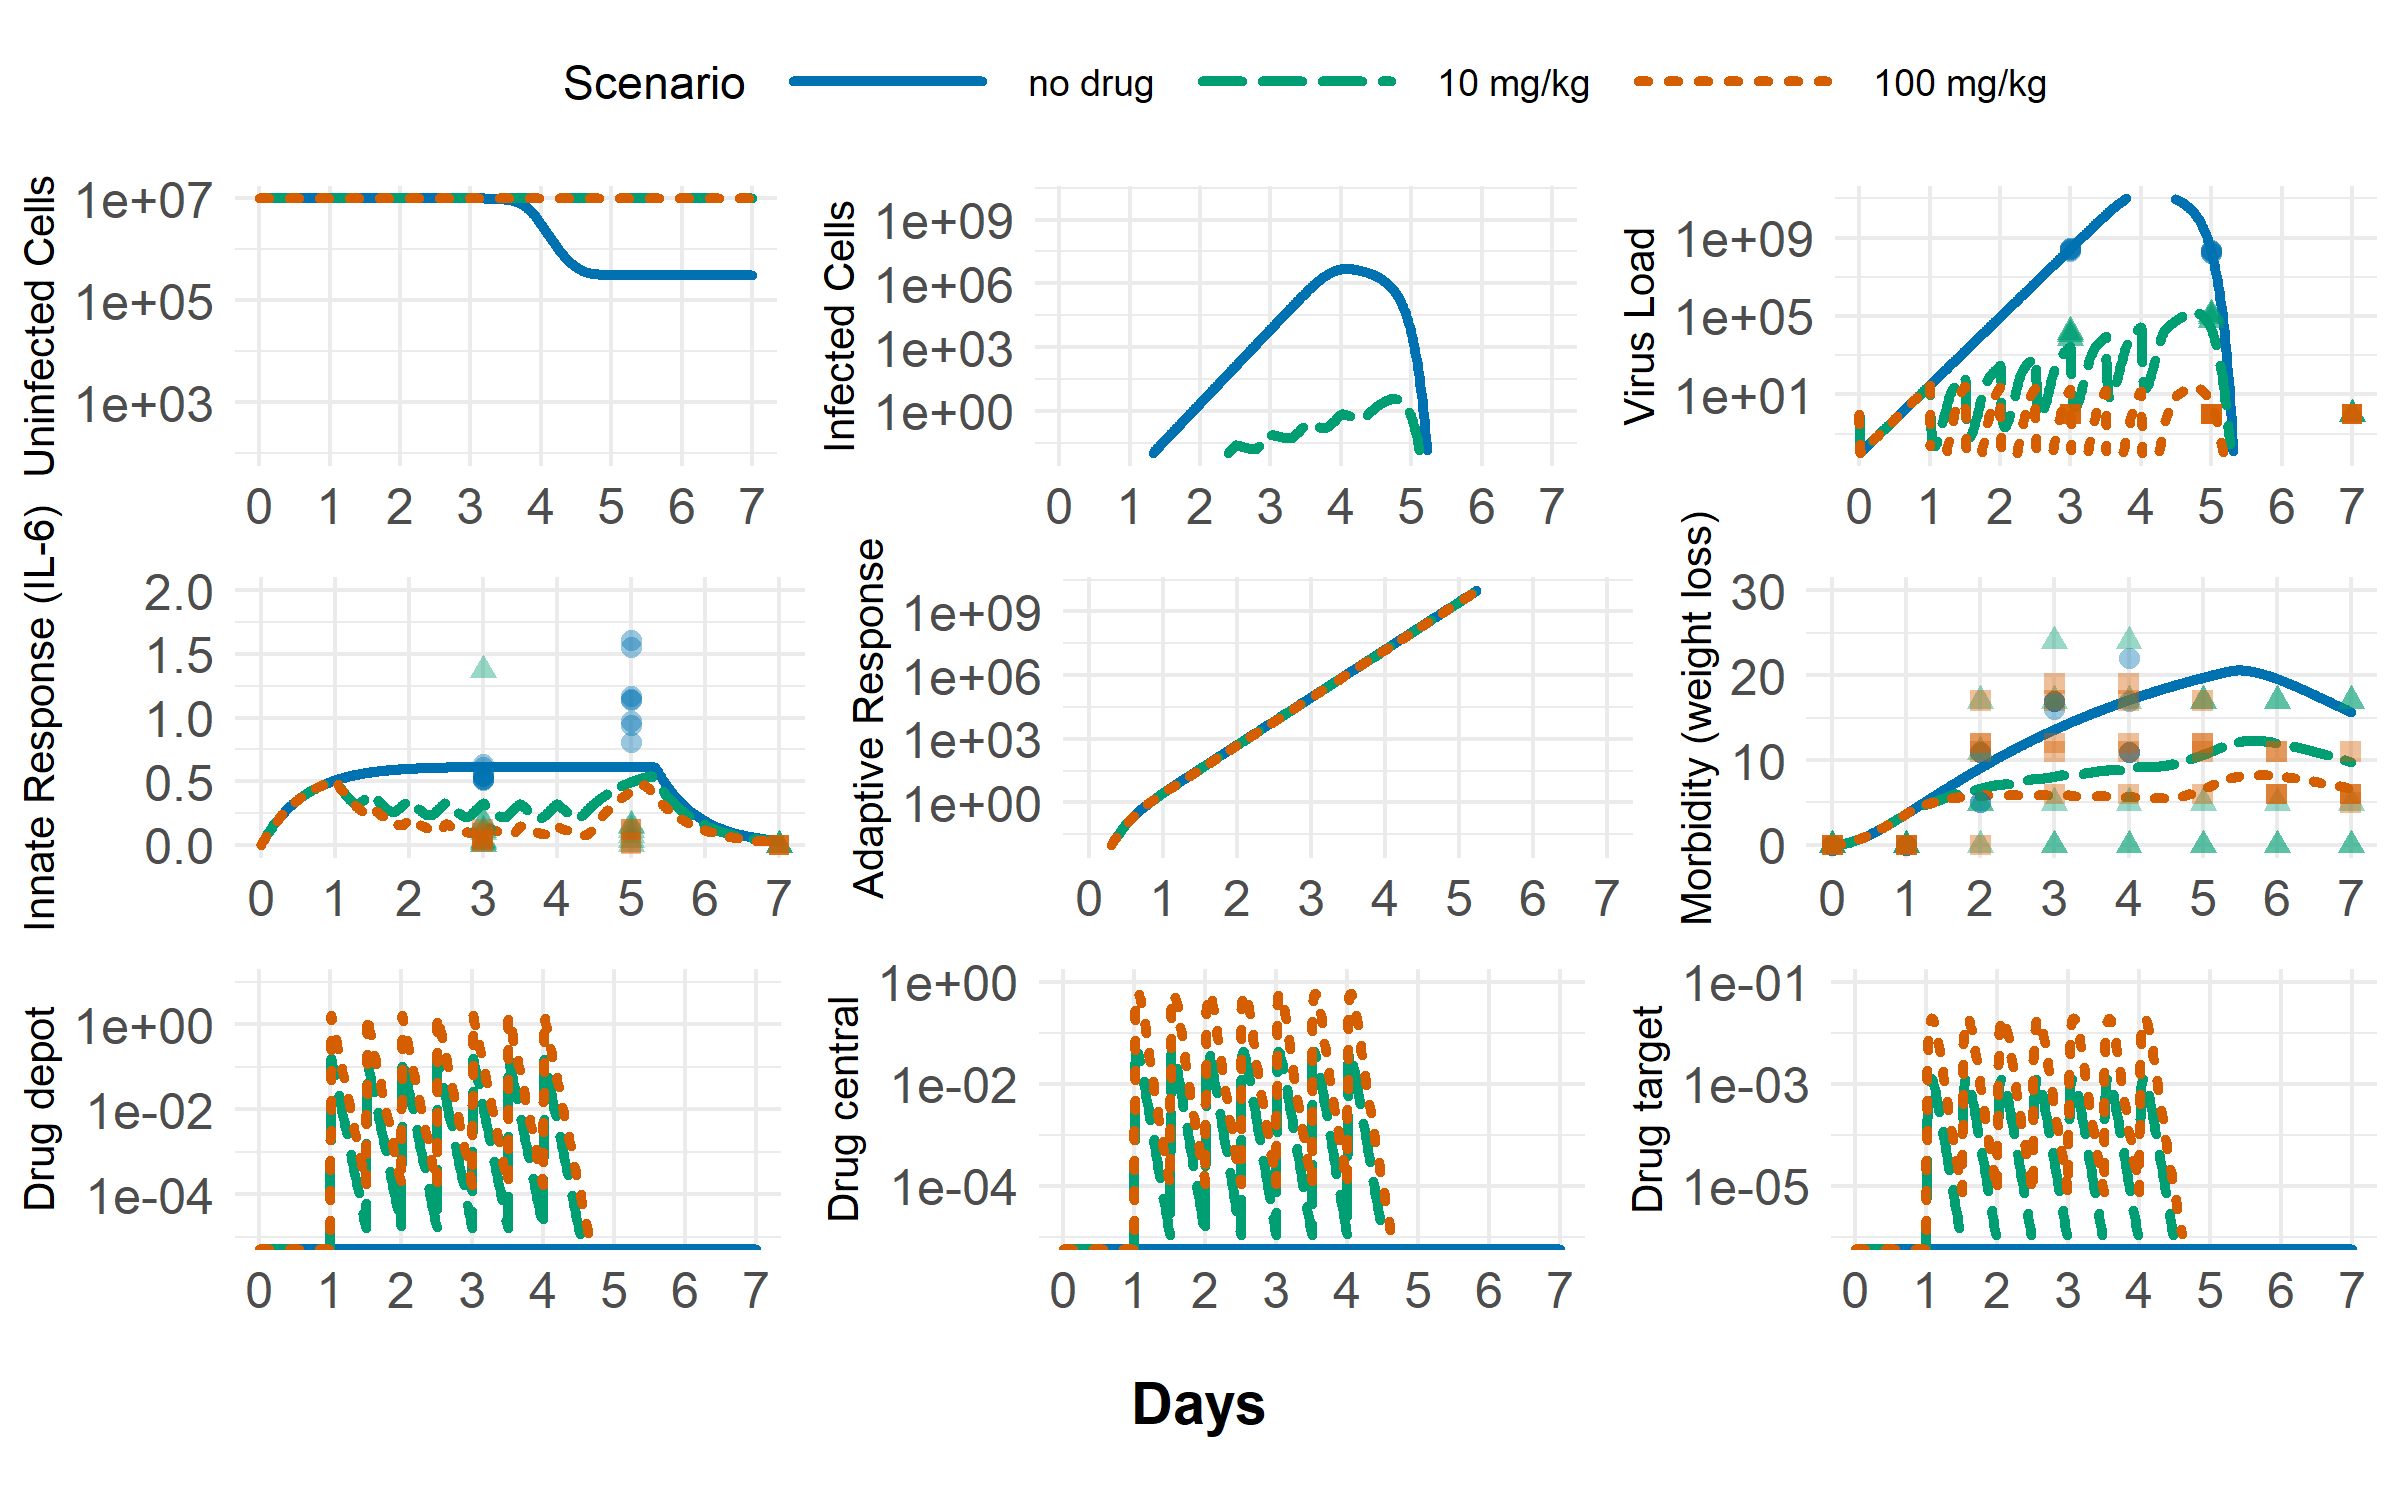 Scenario no drug 10 mg/kg 100 mg/kg
Uninfected Cells
1e+07
1e+05
1e+03
0 1 2 3 4 5 6 7
Infected Cells
1e+09
1e+06
1e+03
1e+00
0 1 2 3 4 5 6 7
Virus Load
1e+09
1e+05
1e+01
0 1 2 3 4 5 6 7
Innate Response (IL-6)
2.0
1.5
1.0
0.5
0.0
0 1 2 3 4 5 6 7
Adaptive Response
1e+09
1e+06
1e+03
1e+00
0 1 2 3 4 5 6 7
Morbidity (weight loss)
30
20
10
0
0 1 2 3 4 5 6 7
Drug depot
1e+00
1e-02
1e-04
0 1 2 3 4 5 6 7
Drug central
1e+00
1e-02
1e-04
0 1 2 3 4 5 6 7
Drug target
1e-01
1e-03
1e-05
0 1 2 3 4 5 6 7
Days